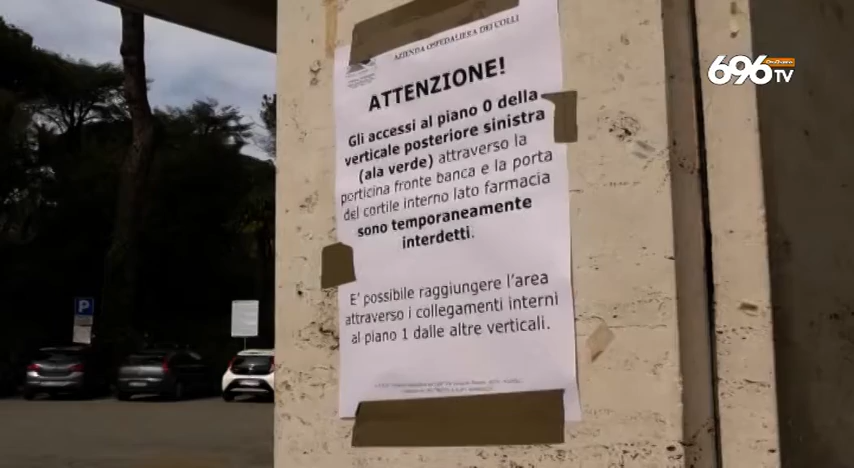 AZIENDA OSPEDALIERA DEI COLLI
ATTENZIONE!
Gli accessi al piano 0 della
verticale posteriore sinistra
(ala verde) attraverso la
porticina fronte banca e la porta
del cortile interno lato farmacia
sono temporaneamente
interdetti.
E' possibile raggiungere l'area
attraverso i collegamenti interni
al piano 1 dalle altre verticali.
696
TV
P